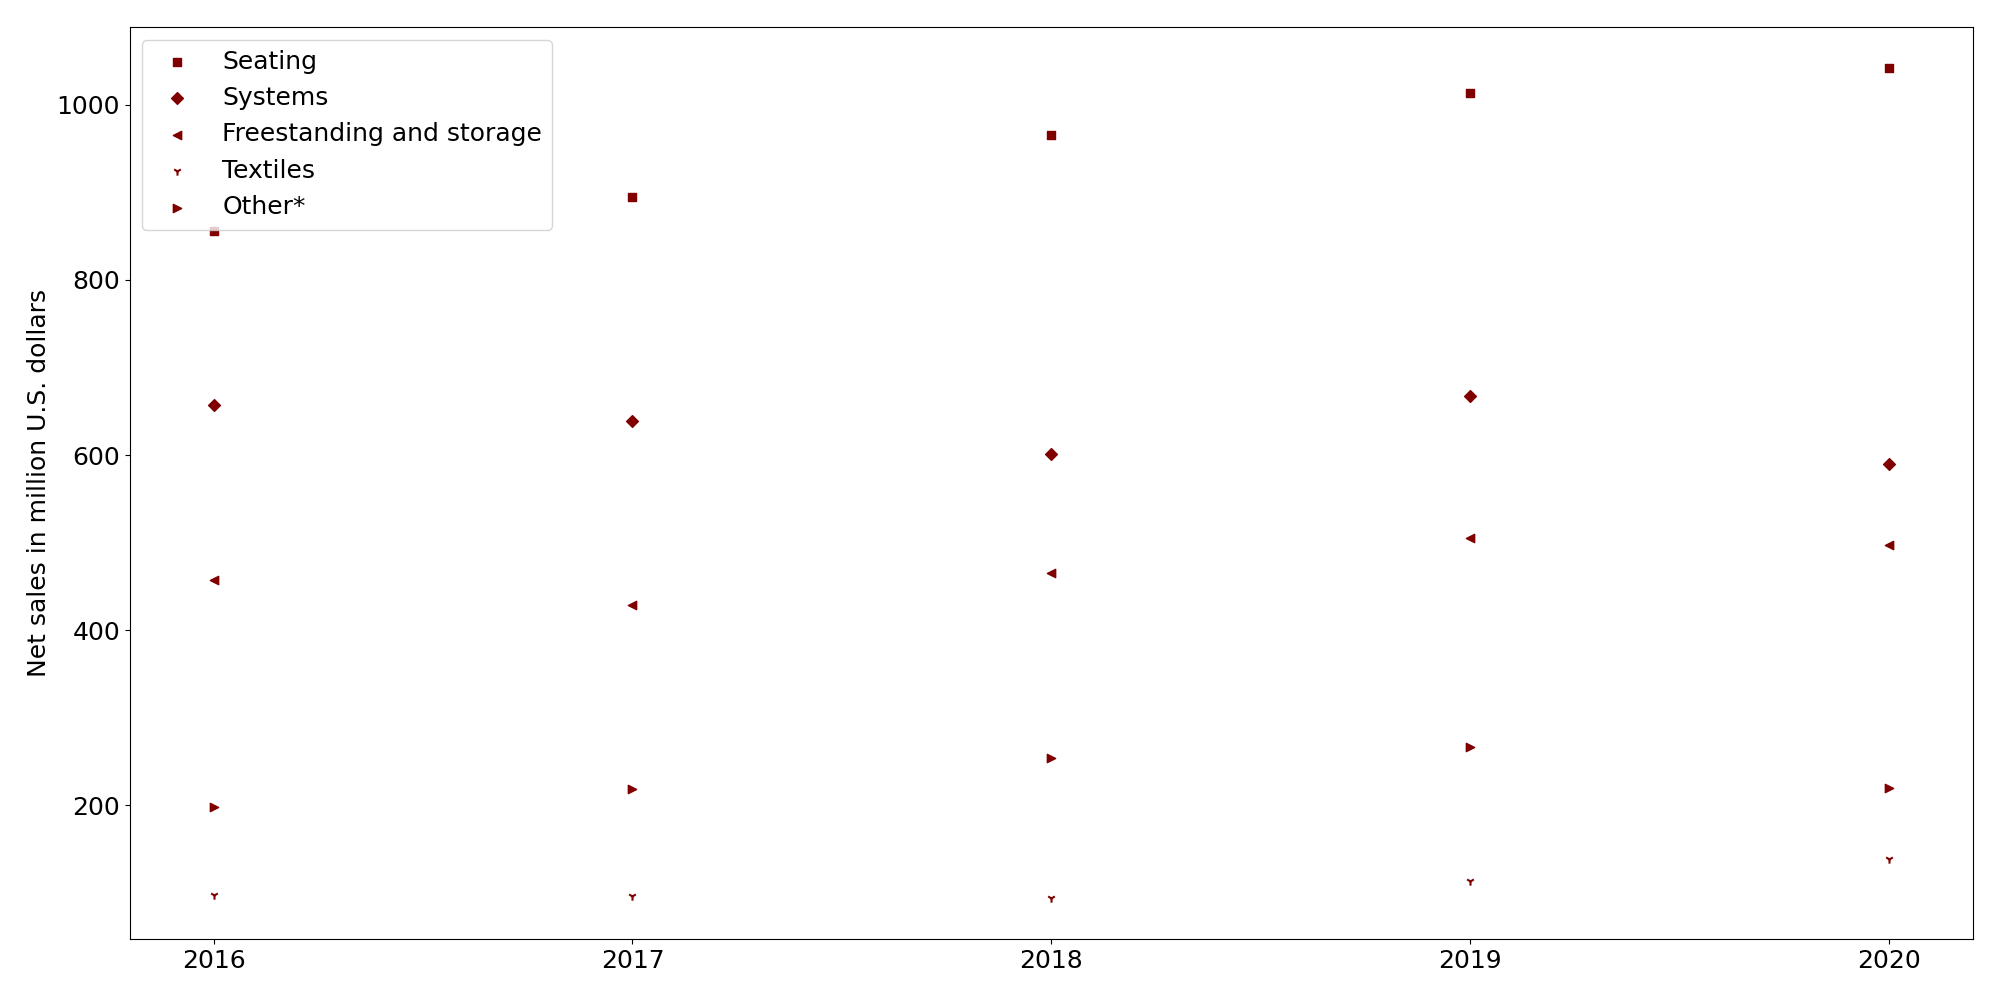 Seating
Systems
Freestanding and storage
Textiles
Other*
Net sales in million U.S. dollars
1000
800
600
400
200
2016 2017 2018 2019 2020